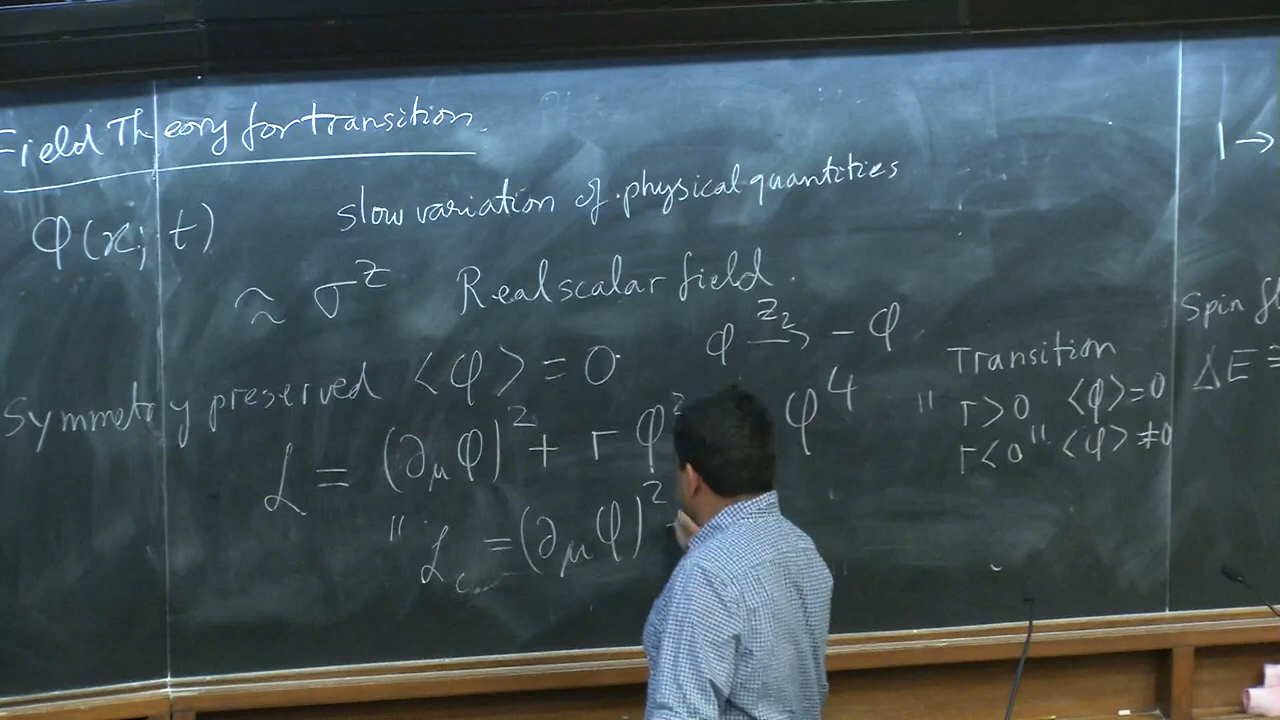 Field Theory for transition.
φ(x; t)
slow variation of physical quantities
≈ σ^z Real scalar field.
φ →^{Z_2} - φ
Symmetry preserved <φ> = 0
L = (∂_μ φ)^2 + r φ^2 φ^4
" L_c = (∂_μ φ)^2
Transition
" r > 0 <φ> = 0
r < 0 " <φ> ≠ 0
1 →
Spin
ΔE ≅